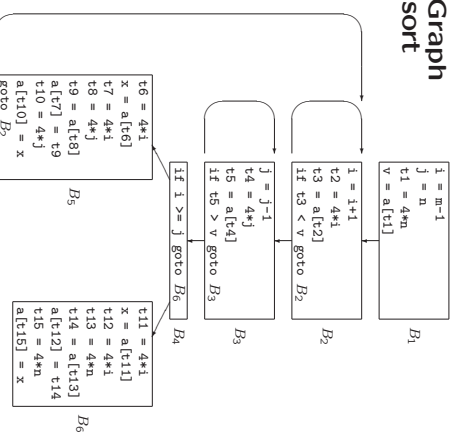 Graph
sort
i = m-1
j = n
t1 = 4*n
v = a[t1]
B1
i = i+1
t2 = 4*i
t3 = a[t2]
if t3 < v goto B2
B2
j = j-1
t4 = 4*j
t5 = a[t4]
if t5 > v goto B3
B3
if i >= j goto B6
B4
t6 = 4*i
x = a[t6]
t7 = 4*i
t8 = 4*j
t9 = a[t8]
a[t7] = t9
t10 = 4*j
a[t10] = x
goto B2
B5
t11 = 4*i
x = a[t11]
t12 = 4*i
t13 = 4*n
t14 = a[t13]
a[t12] = t14
t15 = 4*n
a[t15] = x
B6